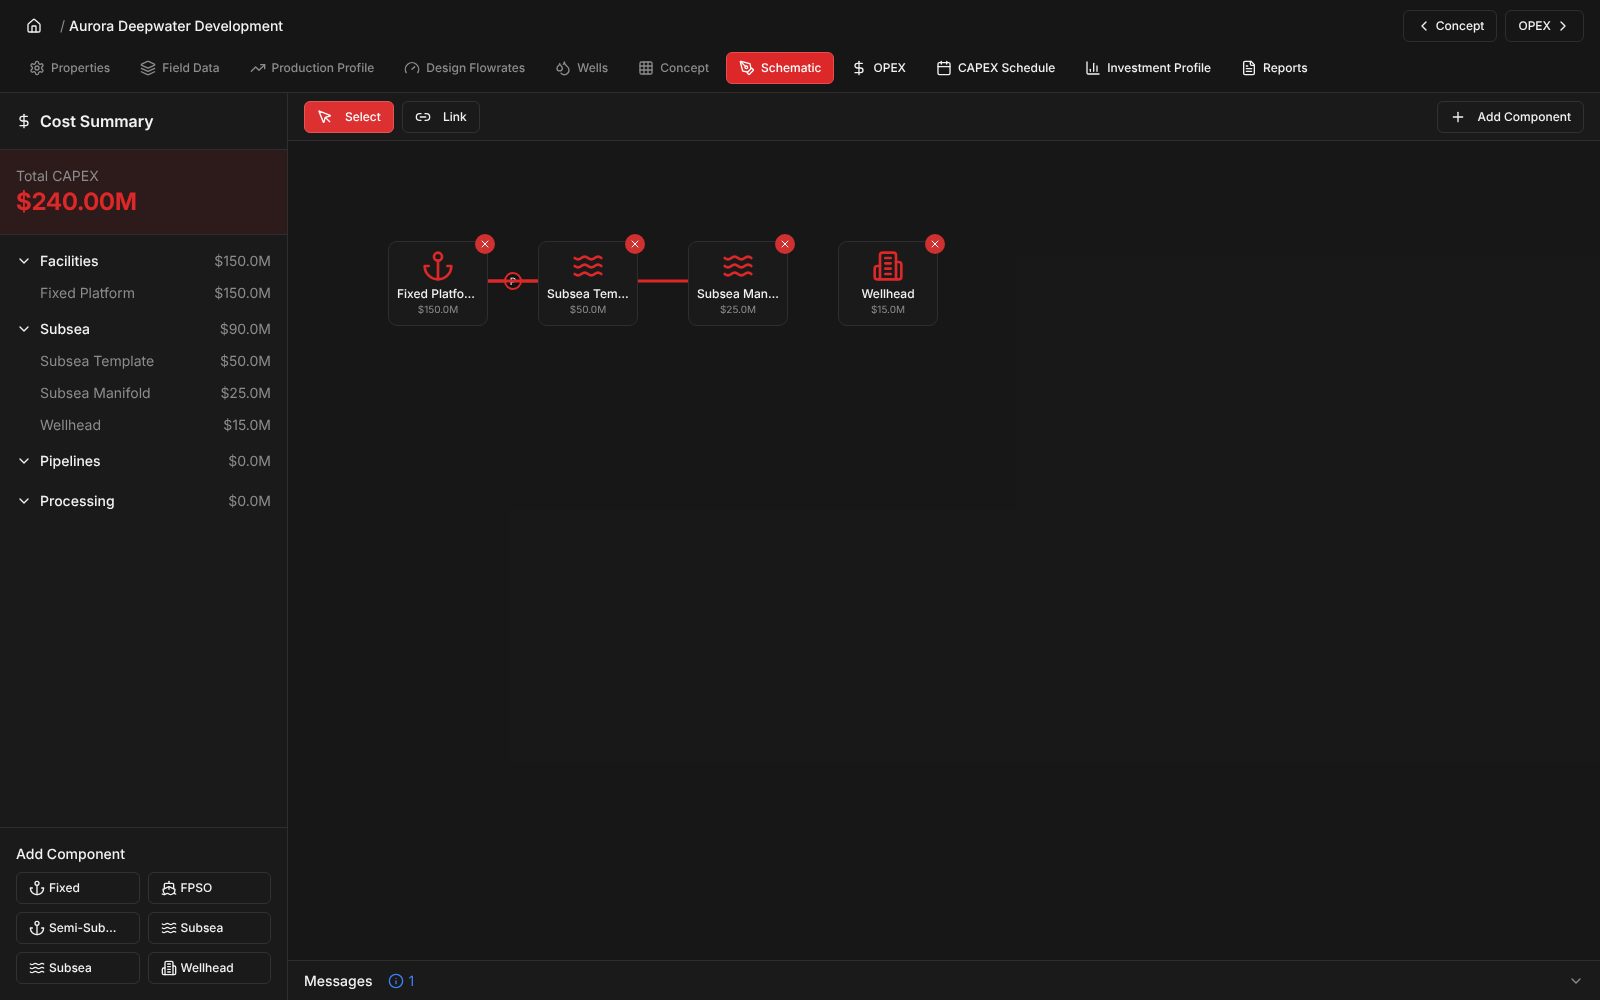 / Aurora Deepwater Development
Concept
OPEX
Properties
Field Data
Production Profile
Design Flowrates
Wells
Concept
Schematic
OPEX
CAPEX Schedule
Investment Profile
Reports
Cost Summary
Select
Link
Add Component
Total CAPEX
$240.00M
Facilities $150.0M
Fixed Platform $150.0M
Subsea $90.0M
Subsea Template $50.0M
Subsea Manifold $25.0M
Wellhead $15.0M
Pipelines $0.0M
Processing $0.0M
Fixed Platfo...
$150.0M
Subsea Tem...
$50.0M
Subsea Man...
$25.0M
Wellhead
$15.0M
Add Component
Fixed
FPSO
Semi-Sub...
Subsea
Subsea
Wellhead
Messages 1